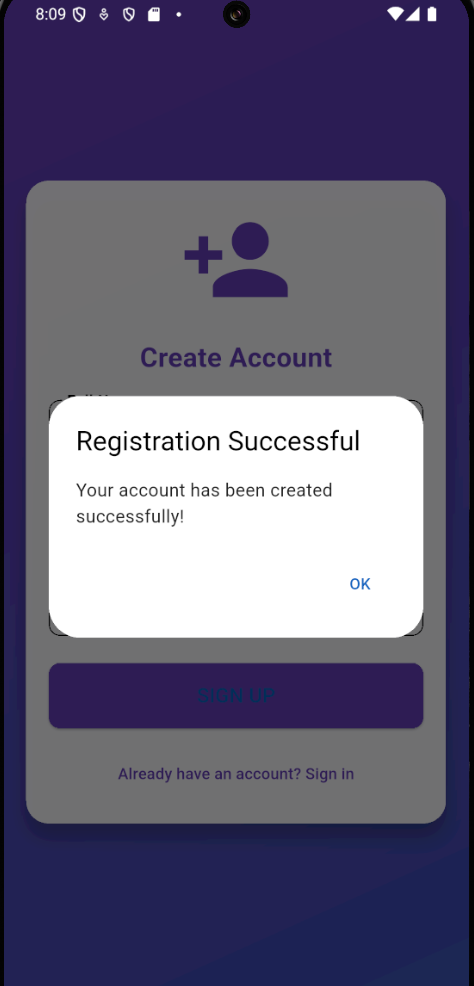 8:09
Create Account
Registration Successful
Your account has been created
successfully!
OK
SIGN UP
Already have an account? Sign in